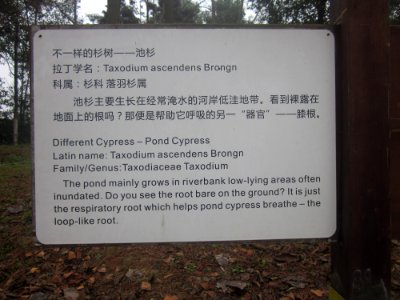 不一样的杉树——池杉
拉丁学名：Taxodium ascendens Brongn
科属：杉科 落羽杉属
池杉主要生长在经常淹水的河岸低洼地带。看到裸露在
地面上的根吗？那便是帮助它呼吸的另一“器官”——膝根。
Different Cypress – Pond Cypress
Latin name: Taxodium ascendens Brongn
Family/Genus:Taxodiaceae Taxodium
The pond mainly grows in riverbank low-lying areas often
inundated. Do you see the root bare on the ground? It is just
the respiratory root which helps pond cypress breathe – the
loop-like root.